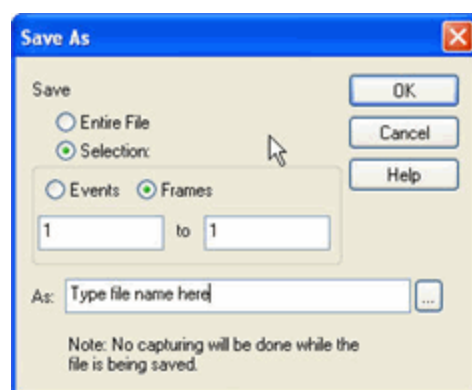 Save As
Save
OK
Entire File
Cancel
Selection:
Help
Events Frames
1 to 1
As: Type file name here ...
Note: No capturing will be done while the
file is being saved.